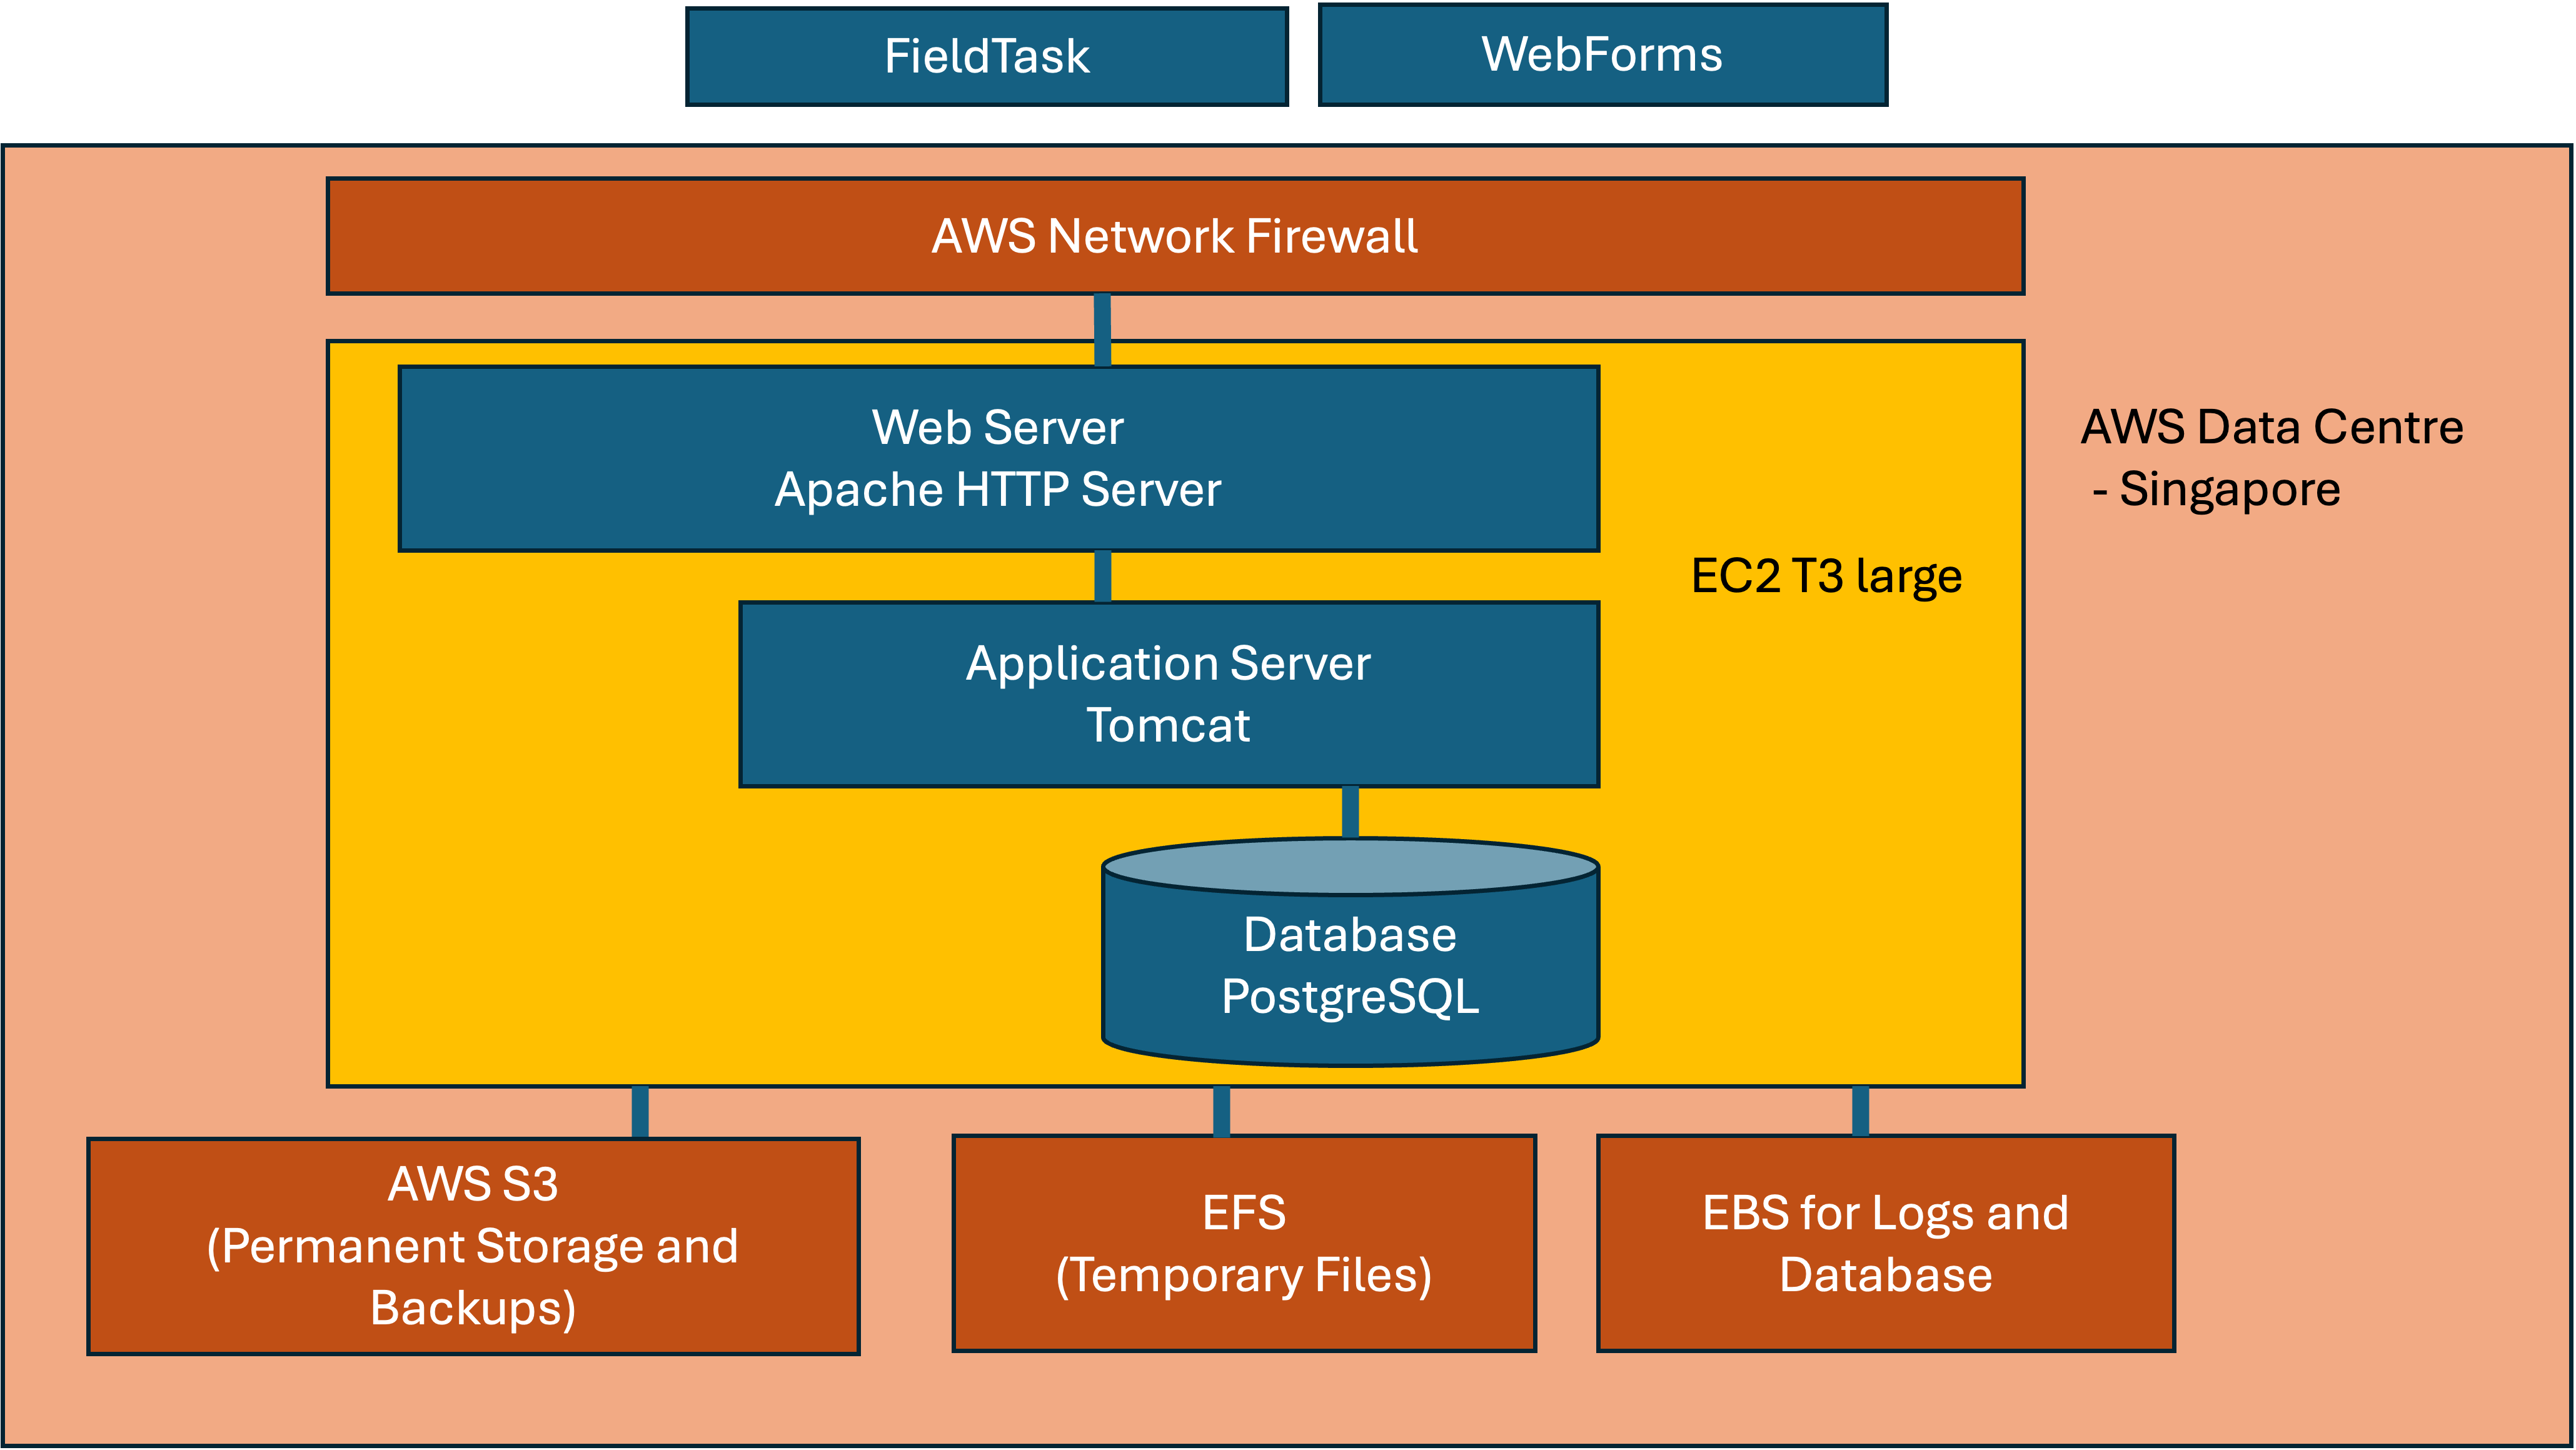 FieldTask
WebForms
AWS Network Firewall
Web Server
Apache HTTP Server
AWS Data Centre
- Singapore
EC2 T3 large
Application Server
Tomcat
Database
PostgreSQL
AWS S3
(Permanent Storage and
Backups)
EFS
(Temporary Files)
EBS for Logs and
Database